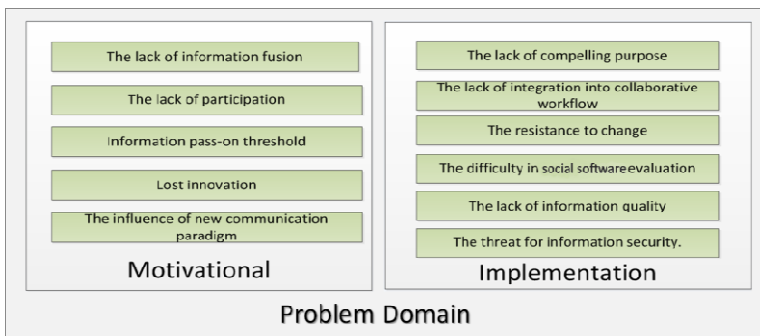 The lack of information fusion
The lack of participation
Information pass-on threshold
Lost innovation
The influence of new communication
paradigm
Motivational
The lack of compelling purpose
The lack of integration into collaborative
workflow
The resistance to change
The difficulty in social software evaluation
The lack of information quality
The threat for information security.
Implementation
Problem Domain